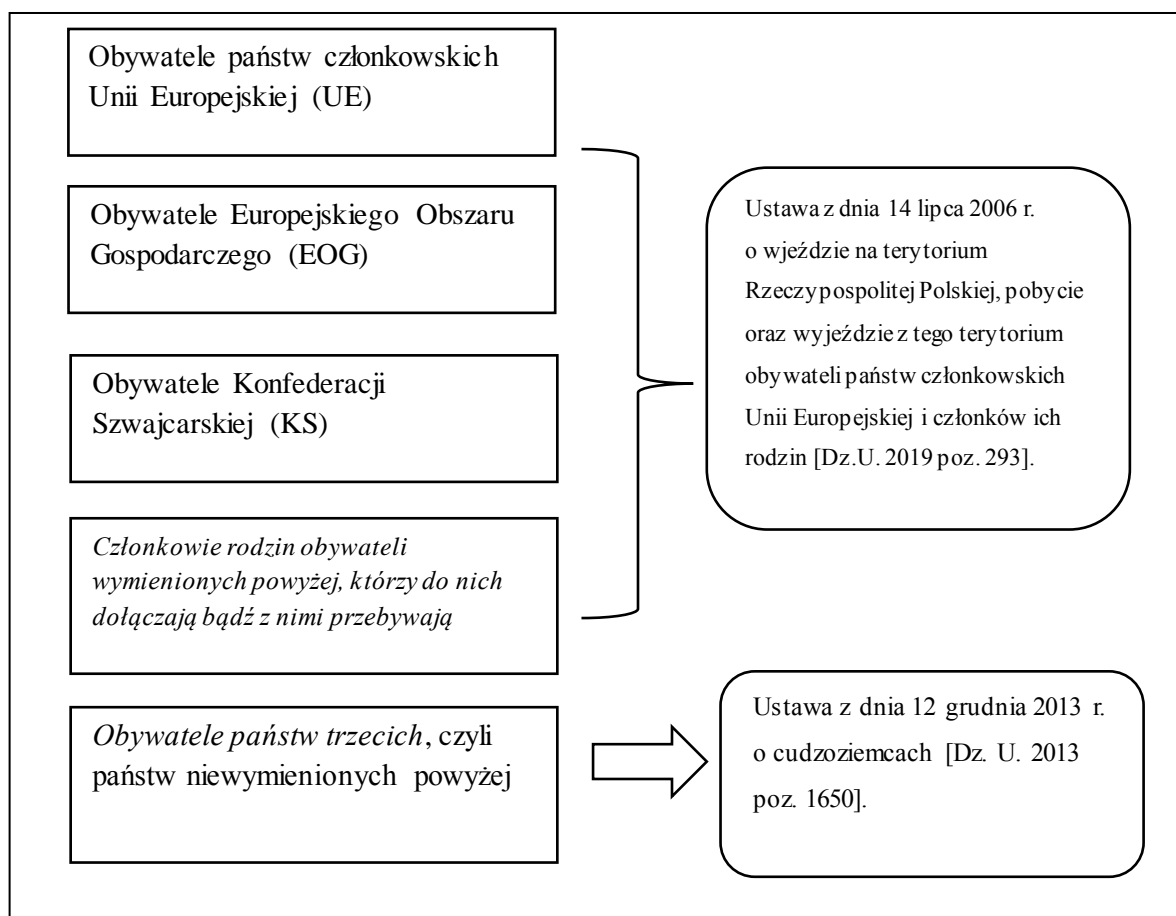 Obywatele państw członkowskich
Unii Europejskiej (UE)
Obywatele Europejskiego Obszaru
Gospodarczego (EOG)
Obywatele Konfederacji
Szwajcarskiej (KS)
Członkowie rodzin obywateli
wymienionych powyżej, którzy do nich
dołączają bądź z nimi przebywają
Ustawa z dnia 14 lipca 2006 r.
o wjeździe na terytorium
Rzeczypospolitej Polskiej, pobycie
oraz wyjeździe z tego terytorium
obywateli państw członkowskich
Unii Europejskiej i członków ich
rodzin [Dz.U. 2019 poz. 293].
Obywatele państw trzecich, czyli
państw niewymienionych powyżej
Ustawa z dnia 12 grudnia 2013 r.
o cudzoziemcach [Dz. U. 2013
poz. 1650].